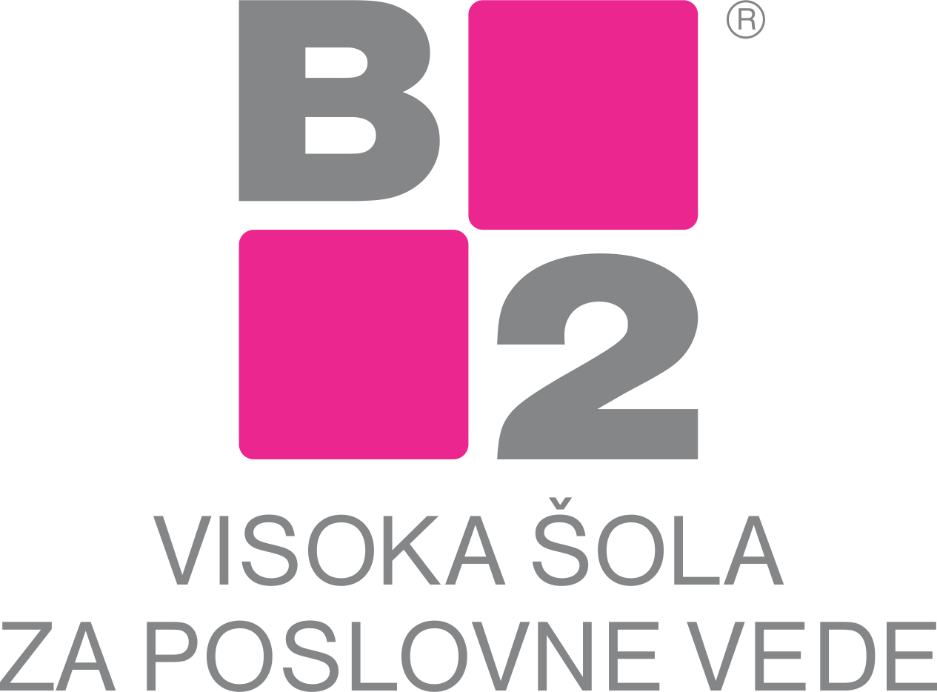 B ®
2
VISOKA ŠOLA
ZA POSLOVNE VEDE